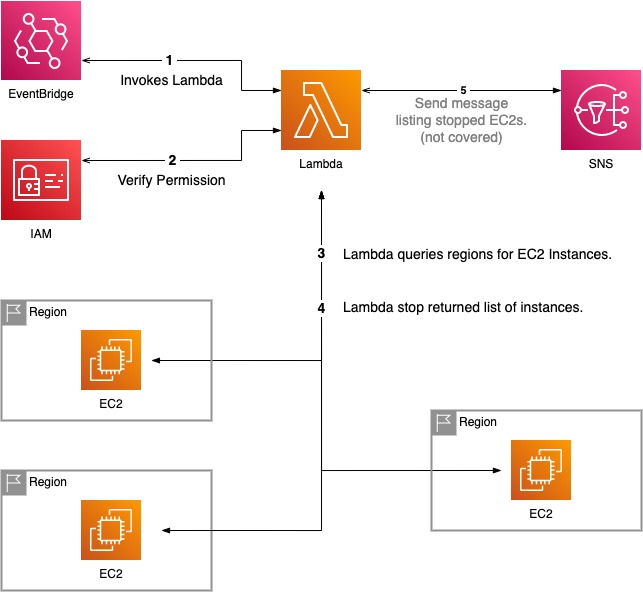 1
EventBridge
Invokes Lambda
5
Send message
listing stopped EC2s.
(not covered)
2
Lambda
SNS
Verify Permission
IAM
3 Lambda queries regions for EC2 Instances.
4 Lambda stop returned list of instances.
Region
EC2
Region
EC2
Region
EC2